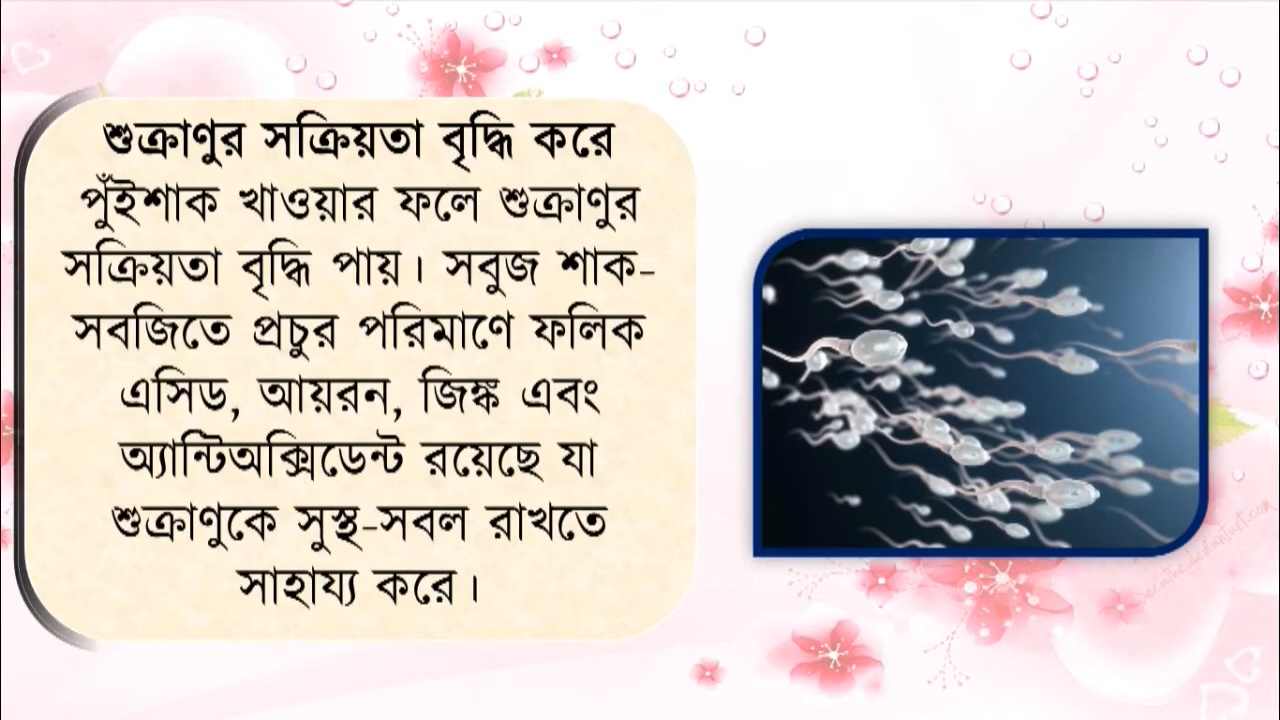 শুক্রাণুর সক্রিয়তা বৃদ্ধি করে
পুঁইশাক খাওয়ার ফলে শুক্রাণুর
সক্রিয়তা বৃদ্ধি পায়। সবুজ শাক-
সবজিতে প্রচুর পরিমাণে ফলিক
এসিড, আয়রন, জিঙ্ক এবং
অ্যান্টিঅক্সিডেন্ট রয়েছে যা
শুক্রাণুকে সুস্থ-সবল রাখতে
সাহায্য করে।